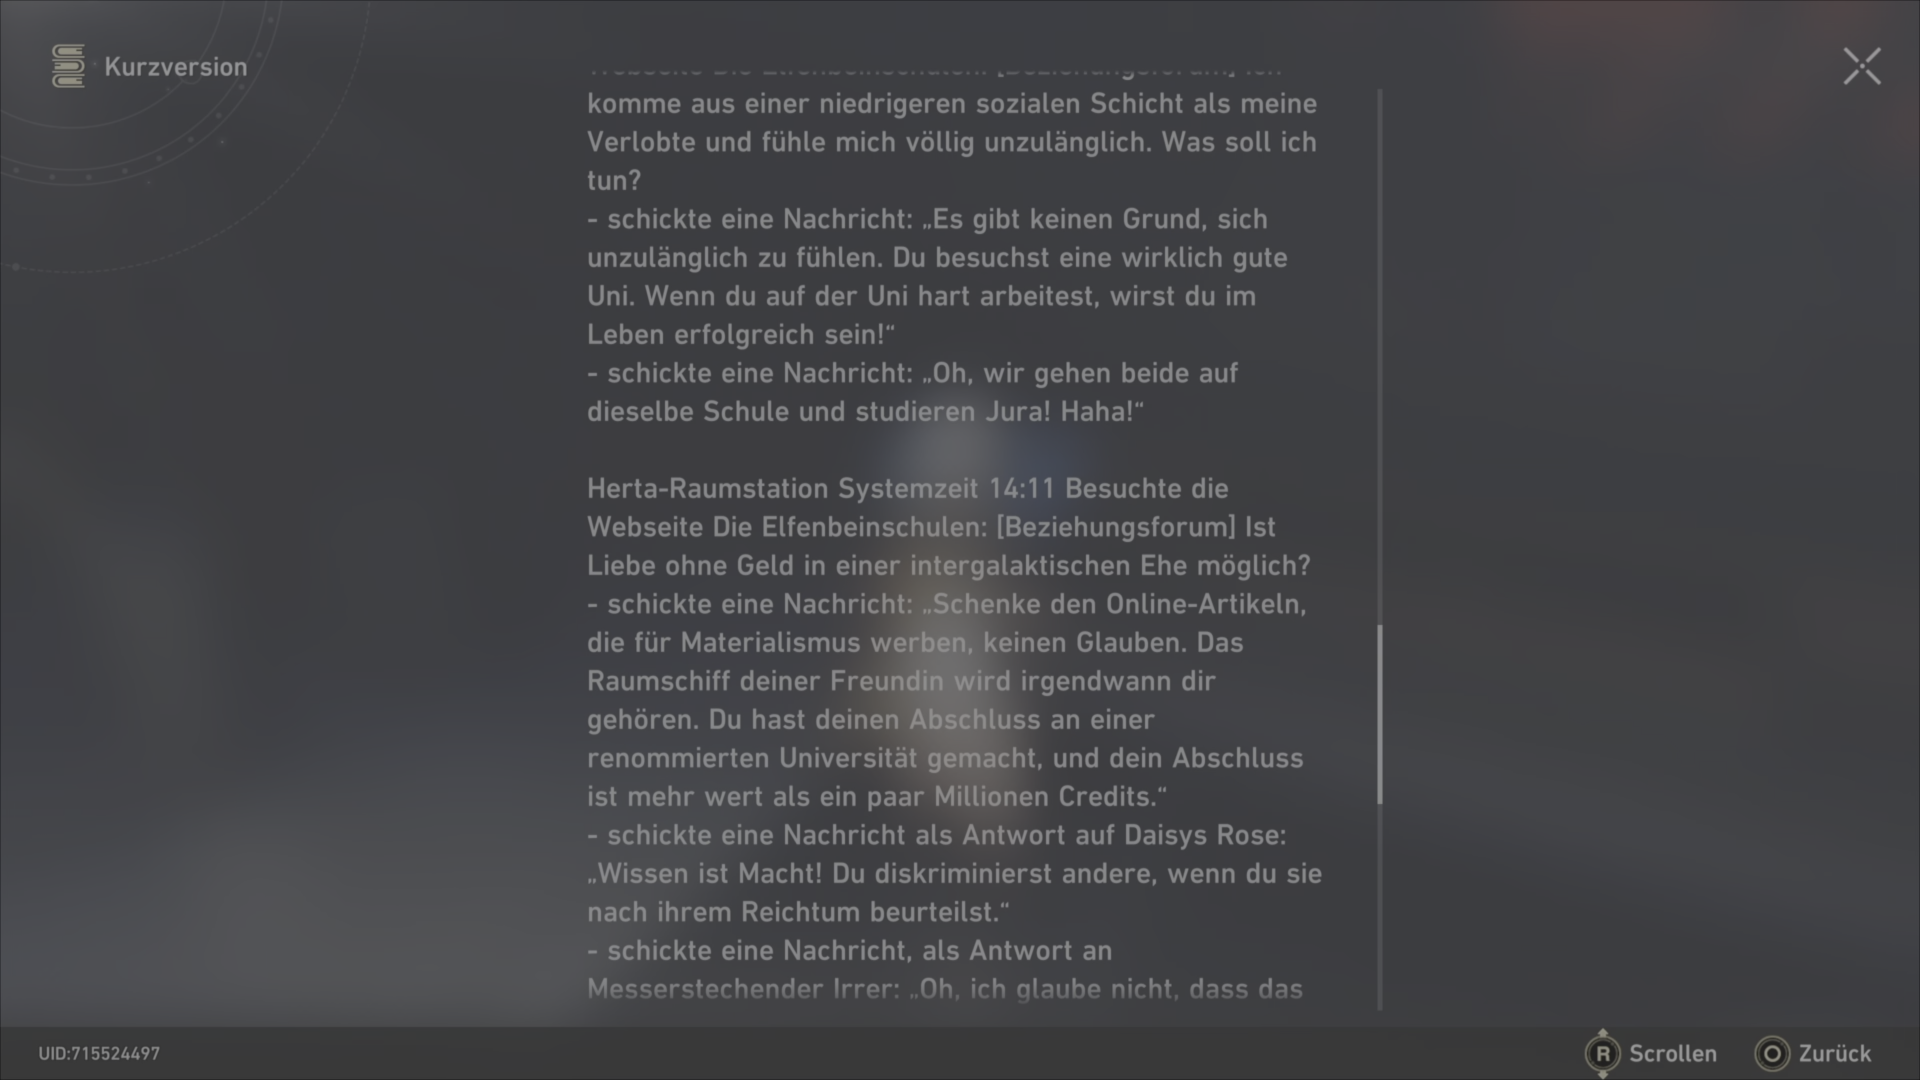 Kurzversion
Webseite Die Elfenbeinschulen: [Beziehungsforum] Ich
komme aus einer niedrigeren sozialen Schicht als meine
Verlobte und fühle mich völlig unzulänglich. Was soll ich
tun?
- schickte eine Nachricht: „Es gibt keinen Grund, sich
unzulänglich zu fühlen. Du besuchst eine wirklich gute
Uni. Wenn du auf der Uni hart arbeitest, wirst du im
Leben erfolgreich sein!“
- schickte eine Nachricht: „Oh, wir gehen beide auf
dieselbe Schule und studieren Jura! Haha!“
Herta-Raumstation Systemzeit 14:11 Besuchte die
Webseite Die Elfenbeinschulen: [Beziehungsforum] Ist
Liebe ohne Geld in einer intergalaktischen Ehe möglich?
- schickte eine Nachricht: „Schenke den Online-Artikeln,
die für Materialismus werben, keinen Glauben. Das
Raumschiff deiner Freundin wird irgendwann dir
gehören. Du hast deinen Abschluss an einer
renommierten Universität gemacht, und dein Abschluss
ist mehr wert als ein paar Millionen Credits.“
- schickte eine Nachricht als Antwort auf Daisys Rose:
„Wissen ist Macht! Du diskriminierst andere, wenn du sie
nach ihrem Reichtum beurteilst.“
- schickte eine Nachricht, als Antwort an
Messerstechender Irrer: „Oh, ich glaube nicht, dass das
UID:715524497
R Scrollen
Zurück